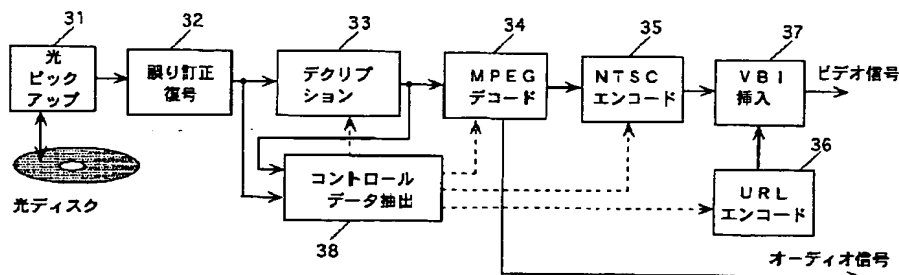 31
光
ピック
アップ
光ディスク
32
誤り訂正
復号
33
デクリプ
ション
34
MPEG
デコード
35
NTSC
エンコード
37
VBI
挿入
ビデオ信号
36
URL
エンコード
コントロール
データ抽出
38
オーディオ信号